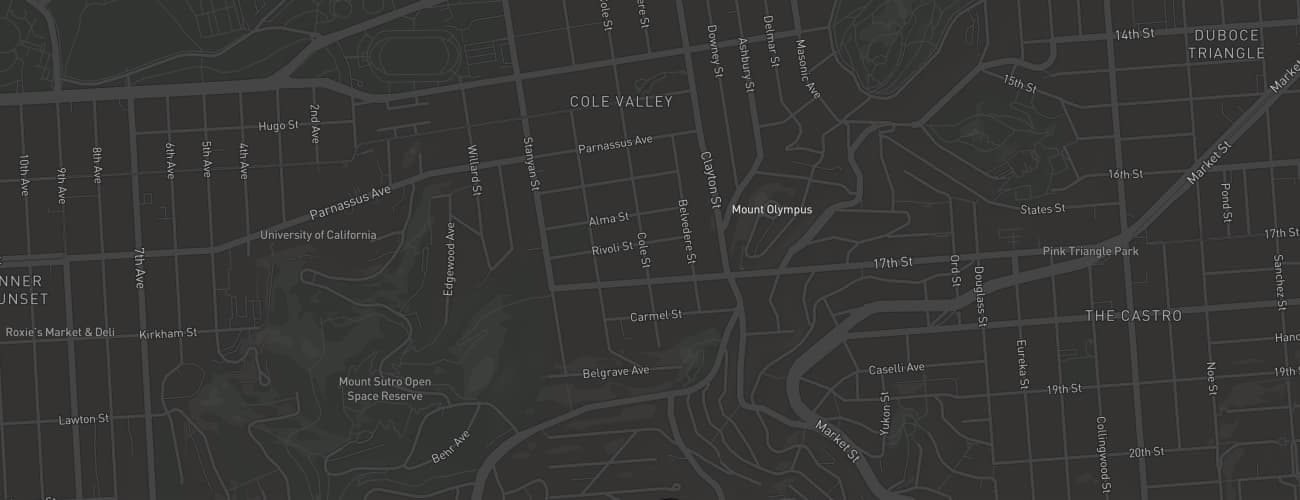 Cole St
14th St
DUBOCE
TRIANGLE
Downey St
Ashbury St
Delmar St
Masonic Ave
Market
15th St
COLE VALLEY
2nd Ave
Hugo St
Parnassus Ave
10th Ave
9th Ave
8th Ave
6th Ave
5th Ave
4th Ave
Willard St
Stanyan St
Clayton St
Market St
16th St
Pond St
Parnassus Ave
Mount Olympus
States St
Alma St
Belvedere St
University of California
Rivoli St
Cole St
17th St
Edgewood Ave
7th Ave
Pink Triangle Park
17th St
Ord St
Douglass St
Sanchez St
NNER
UNSET
Carmel St
THE CASTRO
Roxie's Market & Deli
Kirkham St
Eureka St
Noe St
Belgrave Ave
Caselli Ave
19th St
19th
Mount Sutro Open
Space Reserve
Yukon St
Lawton St
Behr Ave
Market St
Collingwood St
20th St